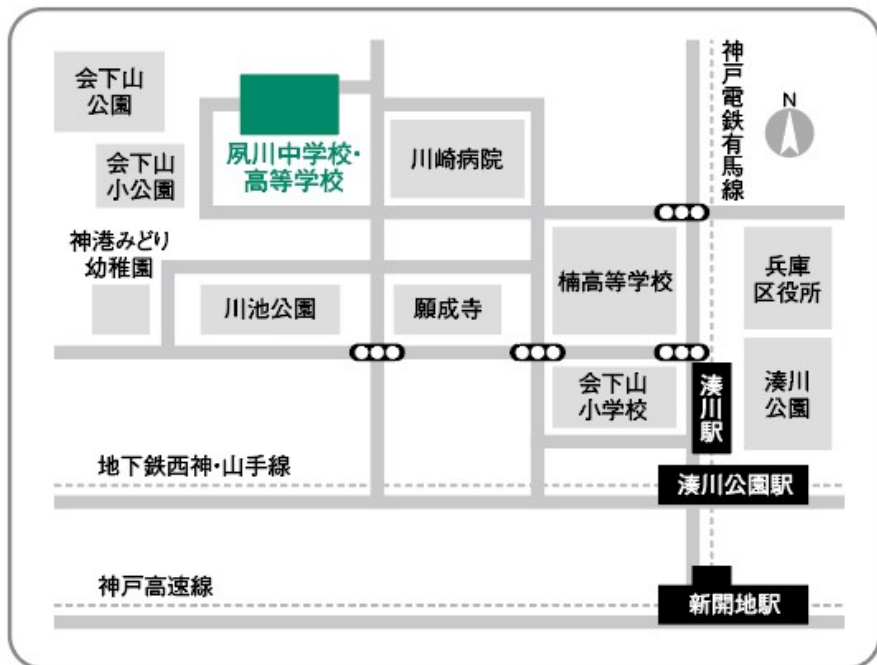 会下山
公園
夙川中学校・
高等学校
川崎病院
神戸電鉄有馬線
N
会下山
小公園
神港みどり
幼稚園
川池公園
願成寺
楠高等学校
兵庫
区役所
会下山
小学校
湊川駅
湊川
公園
地下鉄西神・山手線
湊川公園駅
神戸高速線
新開地駅